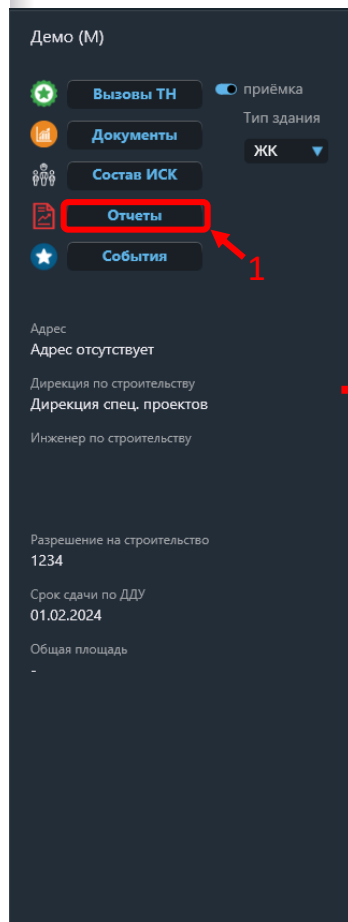 Демо (М)
Вызовы ТН
приёмка
Документы
Тип здания
ЖК
Состав ИСК
Отчеты
События
1
Адрес
Адрес отсутствует
Дирекция по строительству
Дирекция спец. проектов
Инженер по строительству
Разрешение на строительство
1234
Срок сдачи по ДДУ
01.02.2024
Общая площадь
-